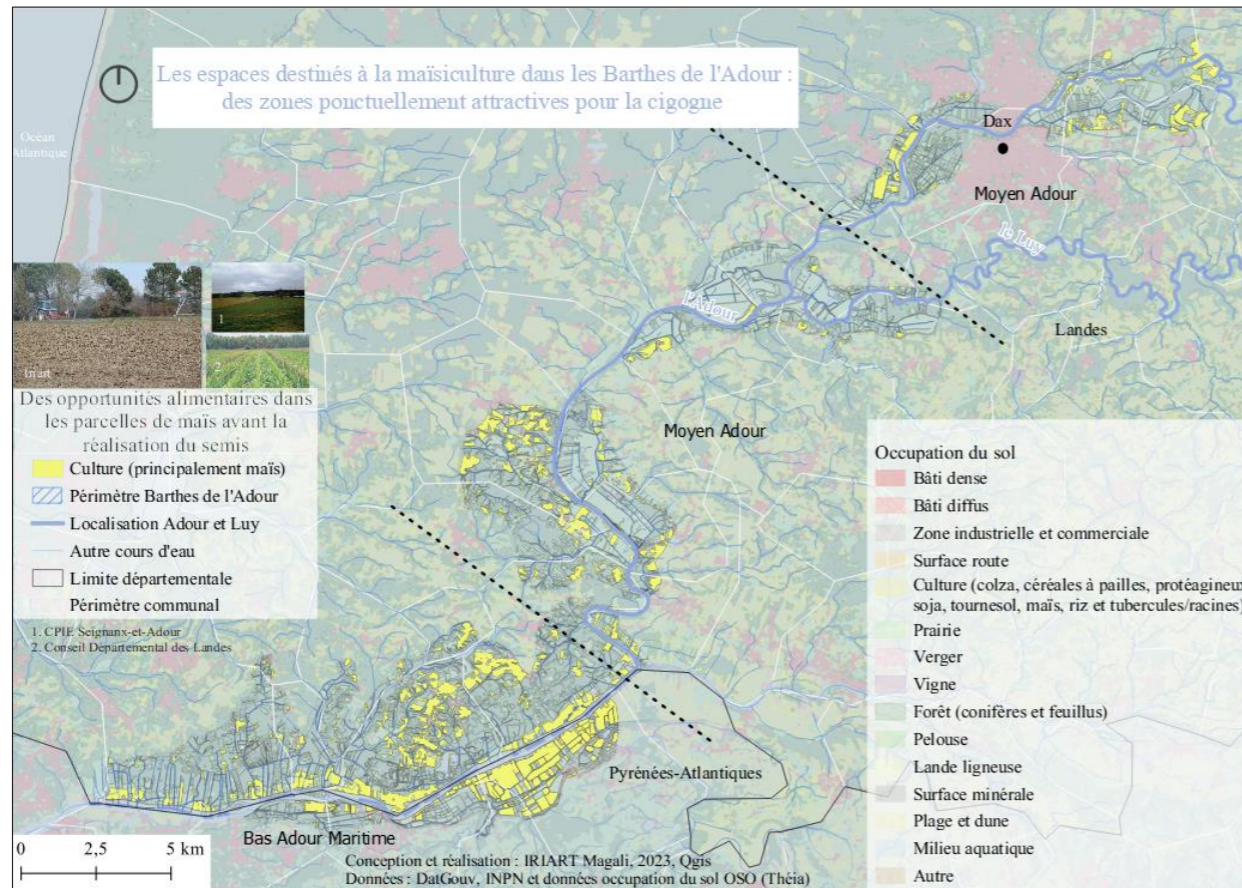 Les espaces destinés à la maïsiculture dans les Barthes de l'Adour :
des zones ponctuellement attractives pour la cigogne
Océan
Atlantique
Dax
Moyen Adour
le Luy
l'Adour
Landes
1
2
Iriart
Des opportunités alimentaires dans
les parcelles de maïs avant la
réalisation du semis
Culture (principalement maïs)
Périmètre Barthes de l'Adour
Localisation Adour et Luy
Autre cours d'eau
Limite départementale
Périmètre communal
1. CPIE Seignanx-et-Adour
2. Conseil Départemental des Landes
Moyen Adour
Occupation du sol
Bâti dense
Bâti diffus
Zone industrielle et commerciale
Surface route
Culture (colza, céréales à pailles, protéagineux
soja, tournesol, maïs, riz et tubercules/racines)
Prairie
Verger
Vigne
Forêt (conifères et feuillus)
Pelouse
Lande ligneuse
Surface minérale
Plage et dune
Milieu aquatique
Autre
Pyrénées-Atlantiques
Bas Adour Maritime
0 2,5 5 km
Conception et réalisation : IRIART Magali, 2023, Qgis
Données : DatGouv, INPN et données occupation du sol OSO (Théia)